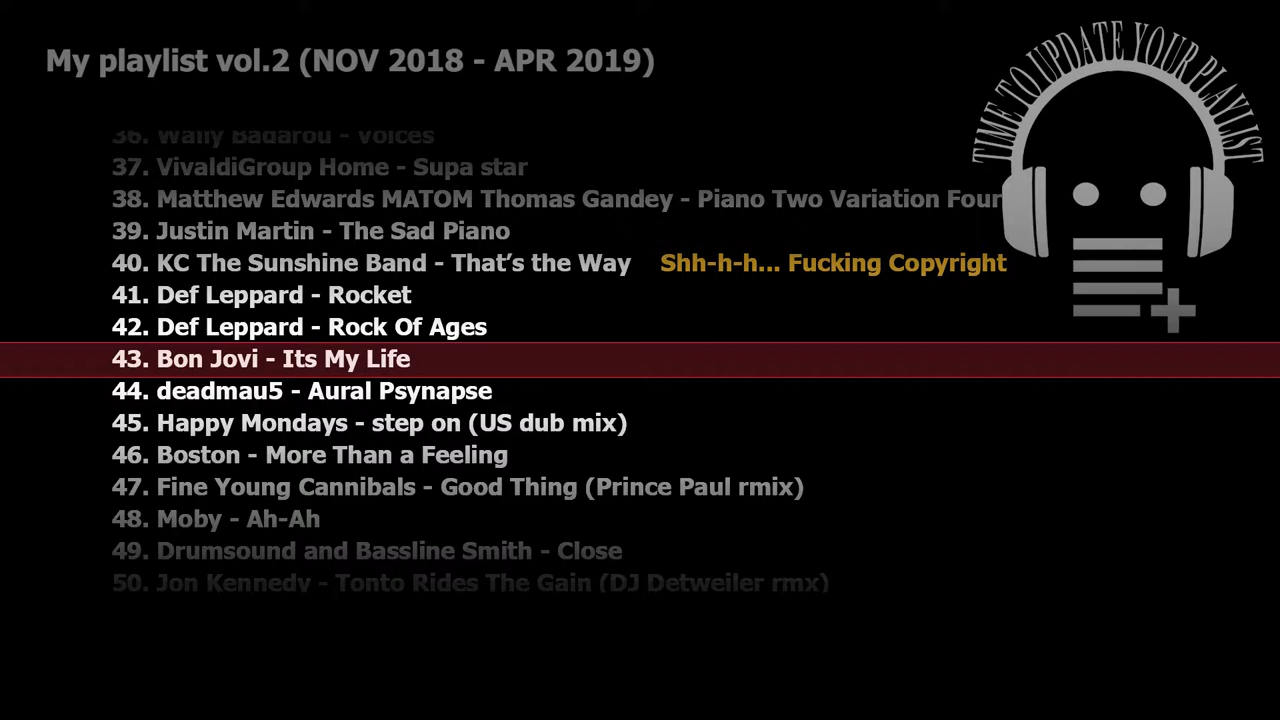 My playlist vol.2 (NOV 2018 - APR 2019)
TIME TO UPDATE YOUR PLAYLIST
36. Wally Badarou - Voices
37. VivaldiGroup Home - Supa star
38. Matthew Edwards MATOM Thomas Gandey - Piano Two Variation Four
39. Justin Martin - The Sad Piano
40. KC The Sunshine Band - That’s the Way Shh-h-h... Fucking Copyright
41. Def Leppard - Rocket
42. Def Leppard - Rock Of Ages
43. Bon Jovi - Its My Life
44. deadmau5 - Aural Psynapse
45. Happy Mondays - step on (US dub mix)
46. Boston - More Than a Feeling
47. Fine Young Cannibals - Good Thing (Prince Paul rmix)
48. Moby - Ah-Ah
49. Drumsound and Bassline Smith - Close
50. Jon Kennedy - Tonto Rides The Gain (DJ Detweiler rmx)